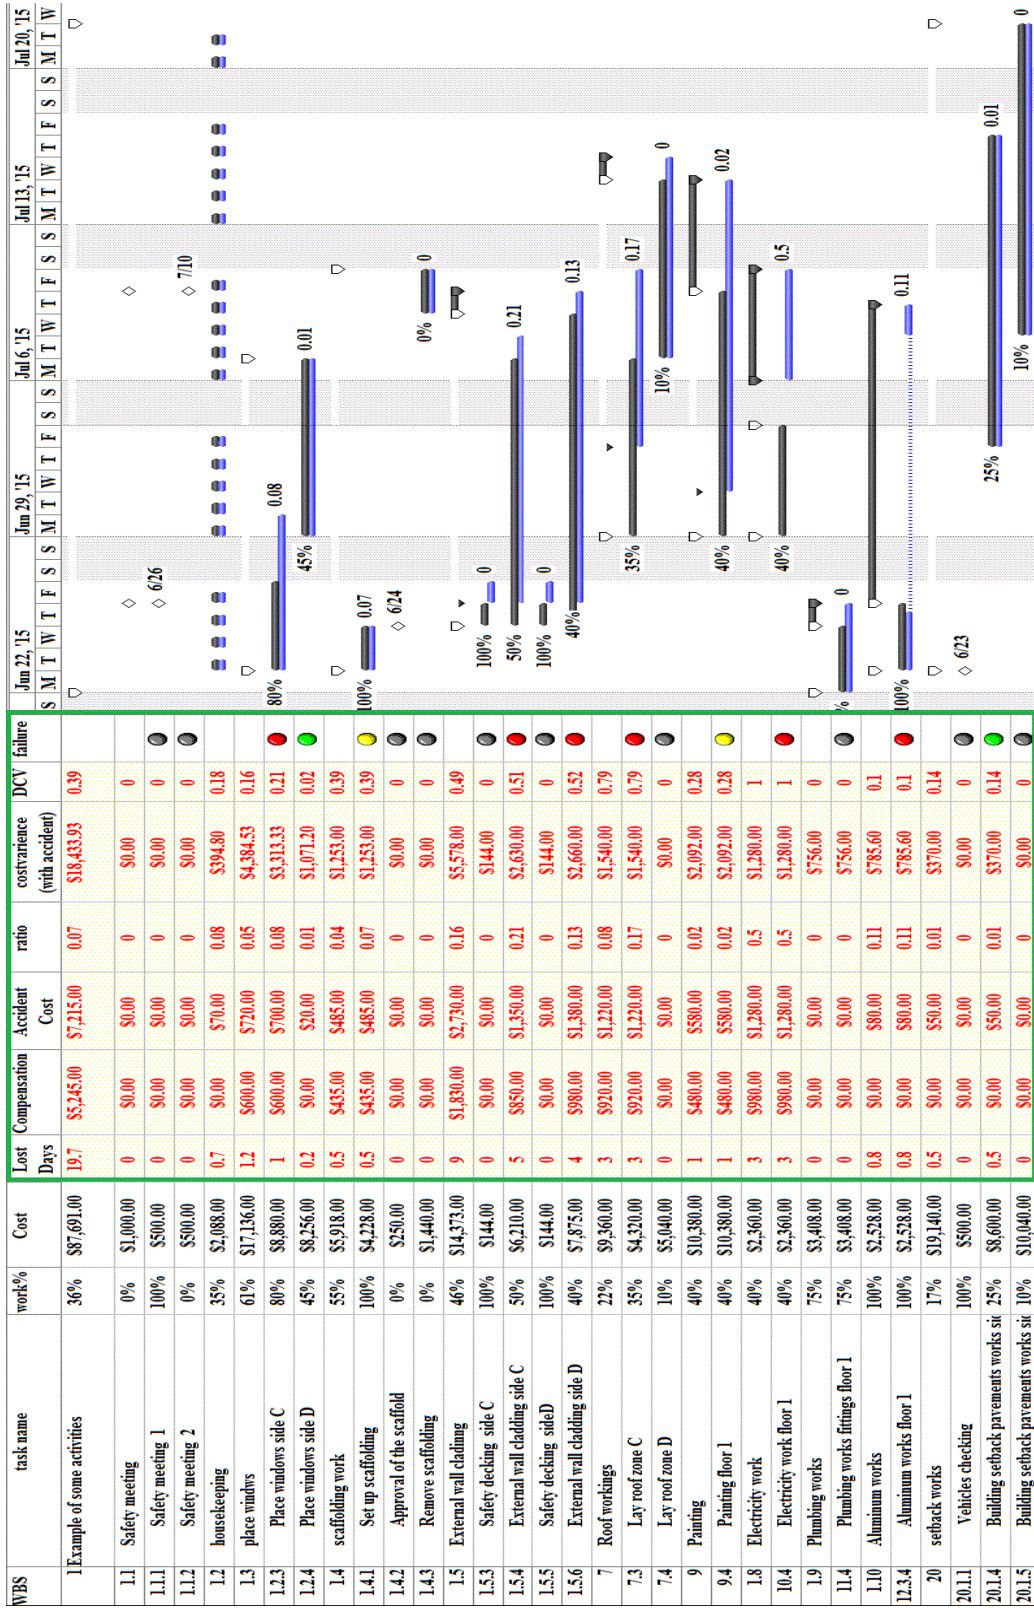 WBS task name work% Cost Lost Days Compensation Accident Cost ratio costvarience (with accident) DCV failure
1 Example of some activities 36% $87,691.00 19.7 $5,245.00 $7,215.00 0.07 $18,433.93 0.39
1.1 Safety meeting 0% $1,000.00 0 $0.00 $0.00 0 $0.00 0
1.1.1 Safety meeting 1 100% $500.00 0 $0.00 $0.00 0 $0.00 0
1.1.2 Safety meeting 2 0% $500.00 0 $0.00 $0.00 0 $0.00 0
1.2 housekeeping 35% $2,088.00 0.7 $0.00 $70.00 0.08 $394.80 0.18
1.3 place windws 61% $17,136.00 1.2 $600.00 $720.00 0.05 $4,384.53 0.16
1.2.3 Place windows side C 80% $8,880.00 1 $600.00 $700.00 0.08 $3,313.33 0.21
1.2.4 Place windows side D 45% $8,256.00 0.2 $0.00 $20.00 0.01 $1,071.20 0.02
1.4 scaffolding work 55% $5,918.00 0.5 $435.00 $485.00 0.04 $1,253.00 0.39
1.4.1 Set up scaffolding 100% $4,228.00 0.5 $435.00 $485.00 0.07 $1,253.00 0.39
1.4.2 Approval of the scaffold 0% $250.00 0 $0.00 $0.00 0 $0.00 0
1.4.3 Remove scaffolding 0% $1,440.00 0 $0.00 $0.00 0 $0.00 0
1.5 External wall cladinng 46% $14,373.00 9 $1,830.00 $2,730.00 0.16 $5,578.00 0.49
1.5.3 Safety decking side C 100% $144.00 0 $0.00 $0.00 0 $144.00 0
1.5.4 External wall cladding side C 50% $6,210.00 5 $850.00 $1,350.00 0.21 $2,630.00 0.51
1.5.5 Safety decking sideD 100% $144.00 0 $0.00 $0.00 0 $144.00 0
1.5.6 External wall cladding side D 40% $7,875.00 4 $980.00 $1,380.00 0.13 $2,660.00 0.52
7 Roof workings 22% $9,360.00 3 $920.00 $1,220.00 0.08 $1,540.00 0.79
7.3 Lay roof zone C 35% $4,320.00 3 $920.00 $1,220.00 0.17 $1,540.00 0.79
7.4 Lay roof zone D 10% $5,040.00 0 $0.00 $0.00 0 $0.00 0
9 Painting 40% $10,380.00 1 $480.00 $580.00 0.02 $2,092.00 0.28
9.4 Painting floor 1 40% $10,380.00 1 $480.00 $580.00 0.02 $2,092.00 0.28
1.8 Electricity work 40% $2,360.00 3 $980.00 $1,280.00 0.5 $1,280.00 1
10.4 Electricity work floor 1 40% $2,360.00 3 $980.00 $1,280.00 0.5 $1,280.00 1
1.9 Plumbing works 75% $3,408.00 0 $0.00 $0.00 0 $756.00 0
11.4 Plumbing works fittings floor 1 75% $3,408.00 0 $0.00 $0.00 0 $756.00 0
1.10 Aluminum works 100% $2,528.00 0.8 $0.00 $80.00 0.11 $785.60 0.1
12.3.4 Aluminum works floor 1 100% $2,528.00 0.8 $0.00 $80.00 0.11 $785.60 0.1
20 setback works 17% $19,140.00 0.5 $0.00 $50.00 0.01 $370.00 0.14
20.1.1 Vehicles checking 100% $500.00 0 $0.00 $0.00 0 $0.00 0
20.1.4 Building setback pavements works sic 25% $8,600.00 0.5 $0.00 $50.00 0.01 $370.00 0.14
20.1.5 Building setback pavements works sic 10% $10,040.00 0 $0.00 $0.00 0 $0.00 0
Jun 22, '15 Jun 29, '15 Jul 6, '15 Jul 13, '15 Jul 20, '15
S M T W T F S S M T W T F S S M T W T F S S M T W T F S S M T W
6/26
7/10
80% 0.08
45% 0.01
100% 0.07
6/24
0% 0
100% 0
50% 0.21
100% 0
40% 0.13
35% 0.17
10% 0
40% 0.02
40% 0.5
% 0
100% 0.11
6/23
25% 0.01
10% 0